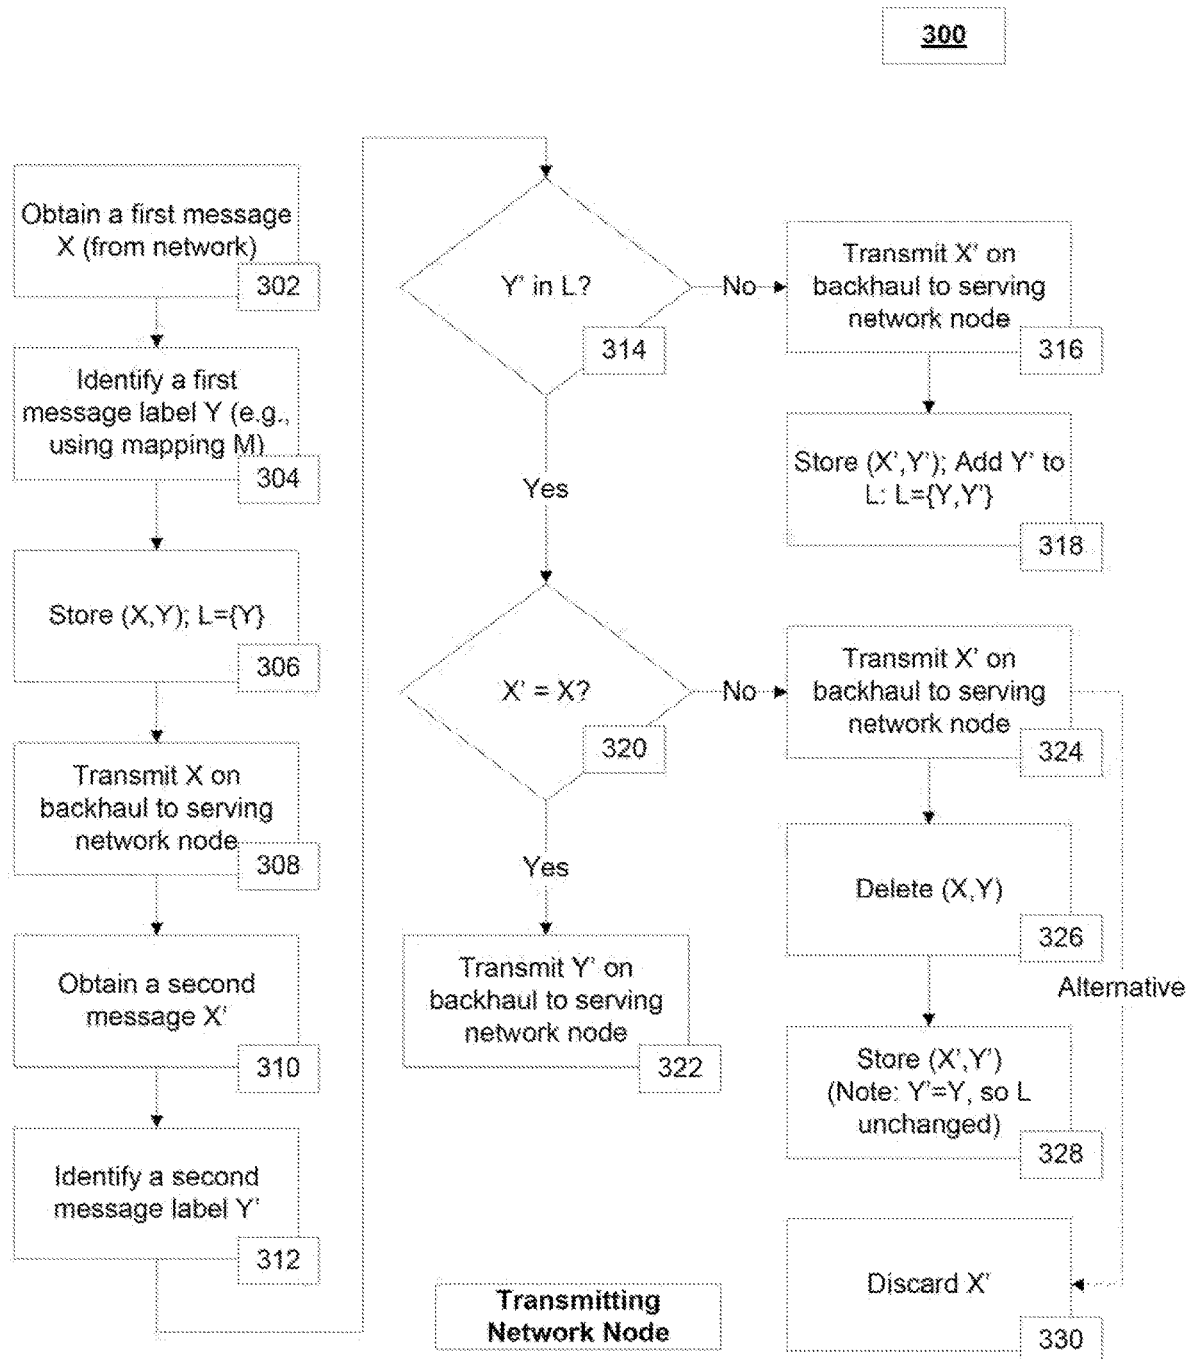 300
Obtain a first message
X (from network)
302
Identify a first
message label Y (e.g.,
using mapping M)
304
Store (X,Y); L={Y}
306
Transmit X on
backhaul to serving
network node
308
Obtain a second
message X'
310
Identify a second
message label Y'
312
Y' in L?
314
No
Yes
Transmit X' on
backhaul to serving
network node
316
Store (X',Y'); Add Y' to
L: L={Y,Y'}
318
X' = X?
320
No
Yes
Transmit Y' on
backhaul to serving
network node
322
Transmit X' on
backhaul to serving
network node
324
Delete (X,Y)
326
Alternative
Store (X',Y')
(Note: Y'=Y, so L
unchanged)
328
Discard X'
330
Transmitting
Network Node